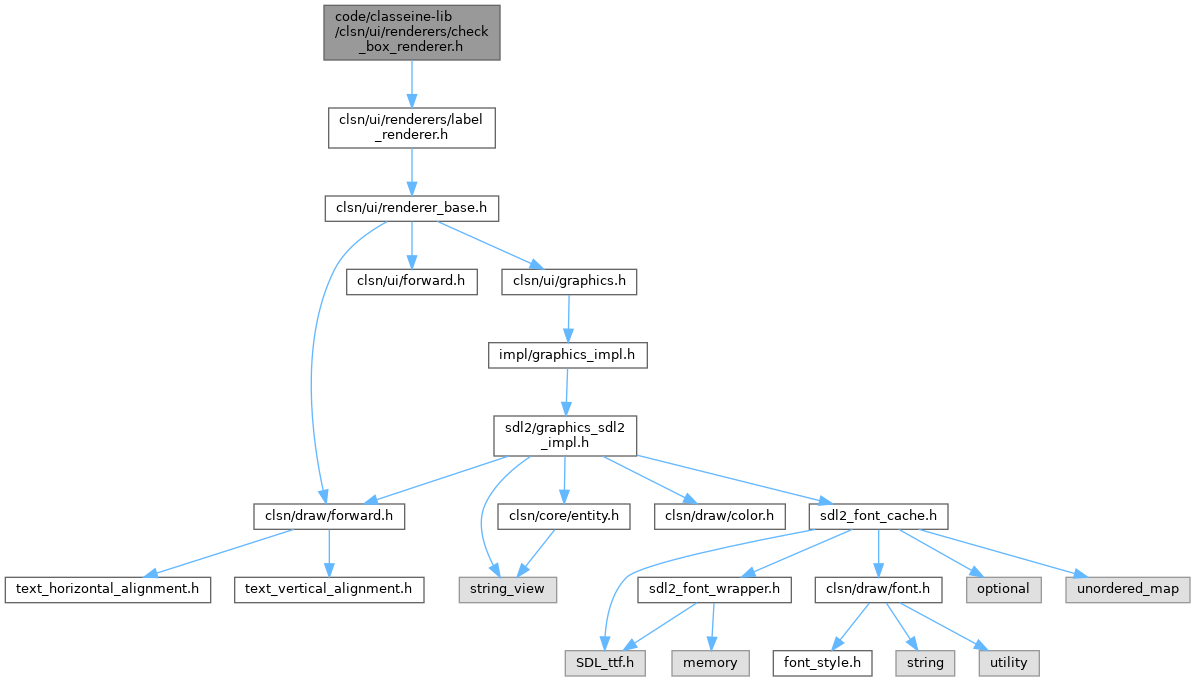 code/classeine-lib
/clsn/ui/renderers/check
_box_renderer.h
clsn/ui/renderers/label
_renderer.h
clsn/ui/renderer_base.h
clsn/ui/forward.h
clsn/ui/graphics.h
impl/graphics_impl.h
sdl2/graphics_sdl2
_impl.h
clsn/draw/forward.h
clsn/core/entity.h
clsn/draw/color.h
sdl2_font_cache.h
text_horizontal_alignment.h
text_vertical_alignment.h
string_view
sdl2_font_wrapper.h
clsn/draw/font.h
optional
unordered_map
SDL_ttf.h
memory
font_style.h
string
utility